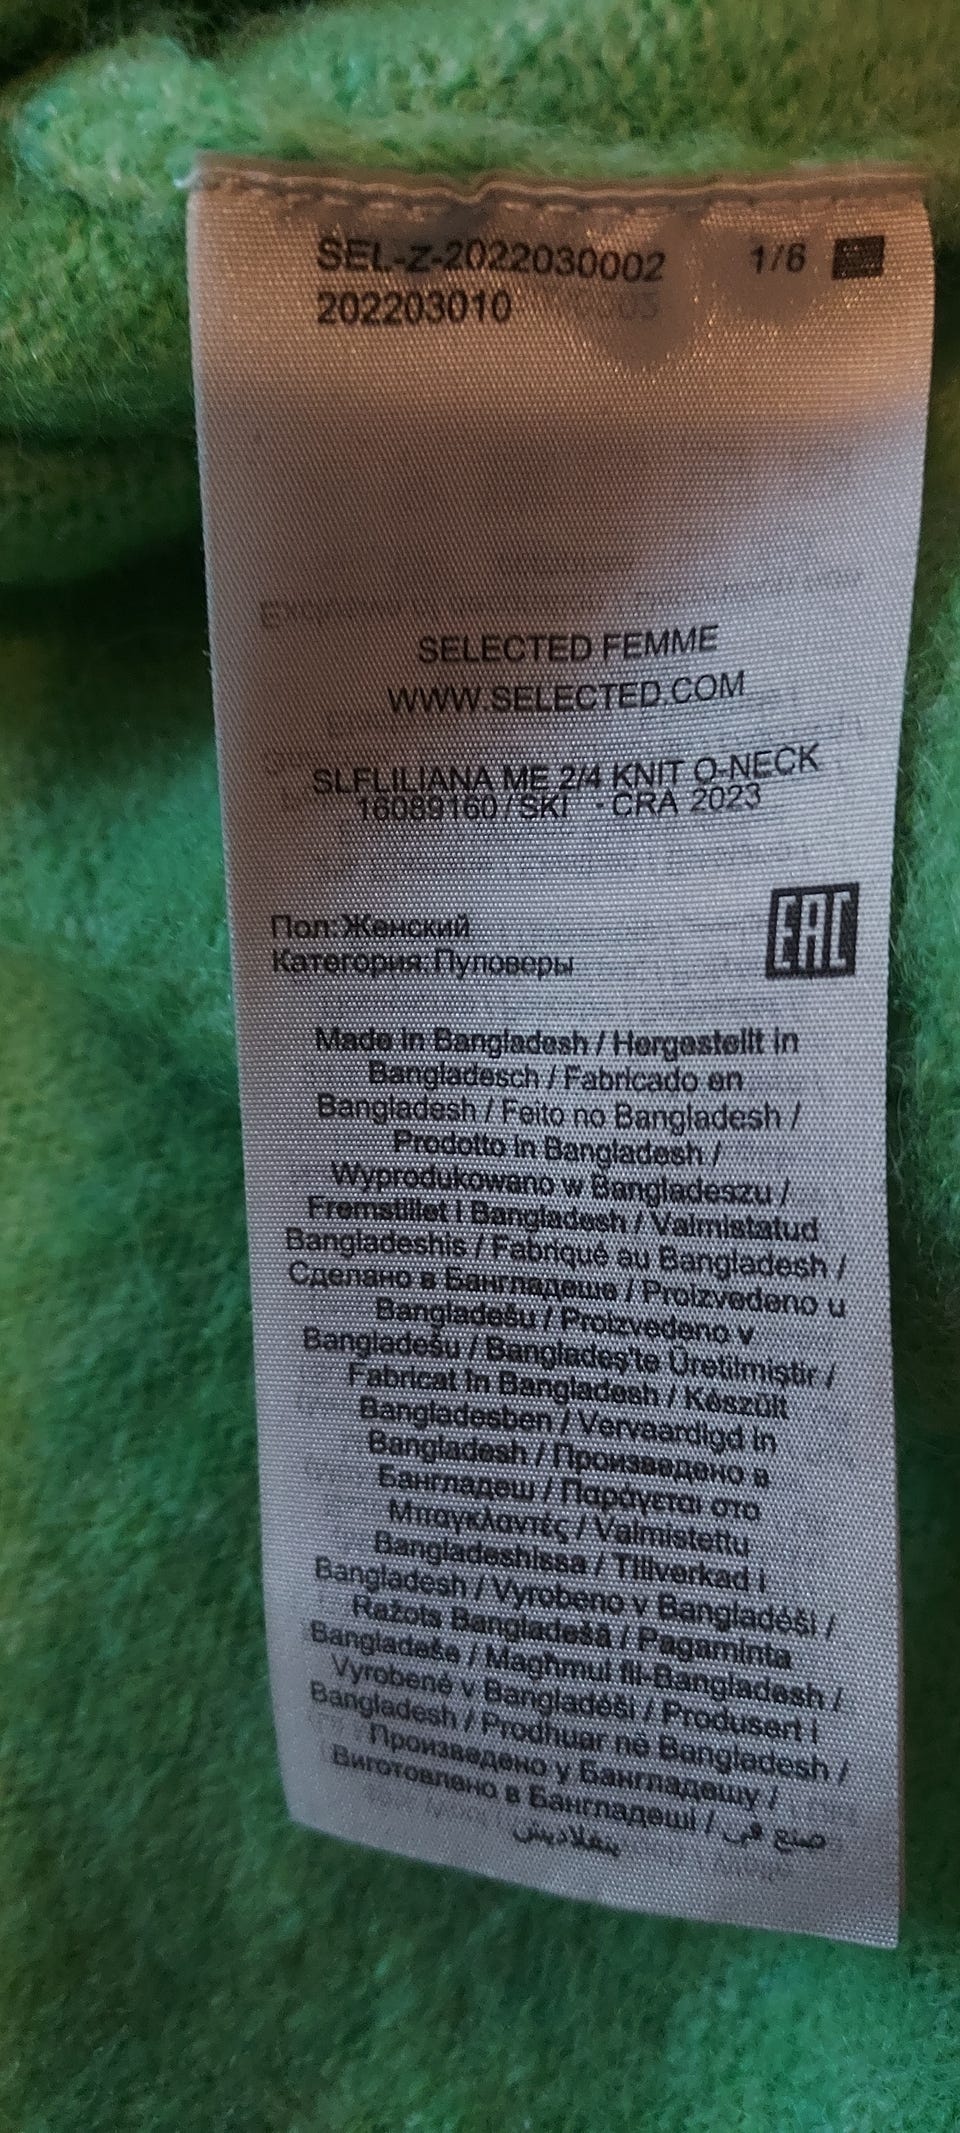 SEL-Z-2022030002 1/6
202203010
SELECTED FEMME
WWW.SELECTED.COM
SLFLILIANA ME 2/4 KNIT O-NECK
16089160 / SKI - CRA 2023
Пол: Женский
Категория: Пуловеры
EAC
Made in Bangladesh / Hergestellt in
Bangladesch / Fabricado en
Bangladesh / Feito no Bangladesh /
Prodotto in Bangladesh /
Wyprodukowano w Bangladeszu /
Fremstillet i Bangladesh / Valmistatud
Bangladeshis / Fabriqué au Bangladesh /
Сделано в Бангладеше / Proizvedeno u
Bangladešu / Proizvedeno v
Bangladešu / Bangladeş'te Üretilmiştir /
Fabricat în Bangladesh / Készült
Bangladesben / Vervaardigd in
Bangladesh / Произведено в
Бангладеш / Παράγεται στο
Μπαγκλαντές / Valmistettu
Bangladeshissa / Tillverkad i
Bangladesh / Vyrobeno v Bangladéši /
Ražots Bangladešā / Pagaminta
Bangladeše / Magħmul fil-Bangladesh /
Vyrobené v Bangladéši / Produsert i
Bangladesh / Prodhuar në Bangladesh /
Произведено у Бангладешу /
Виготовлено в Бангладеші / صنع في
بنغلاديش